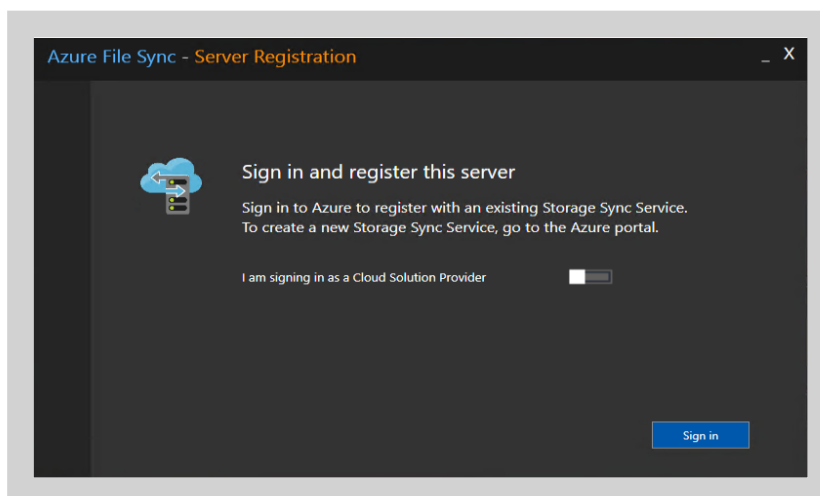 Azure File Sync - Server Registration
_ X
Sign in and register this server
Sign in to Azure to register with an existing Storage Sync Service.
To create a new Storage Sync Service, go to the Azure portal.
I am signing in as a Cloud Solution Provider
Sign in